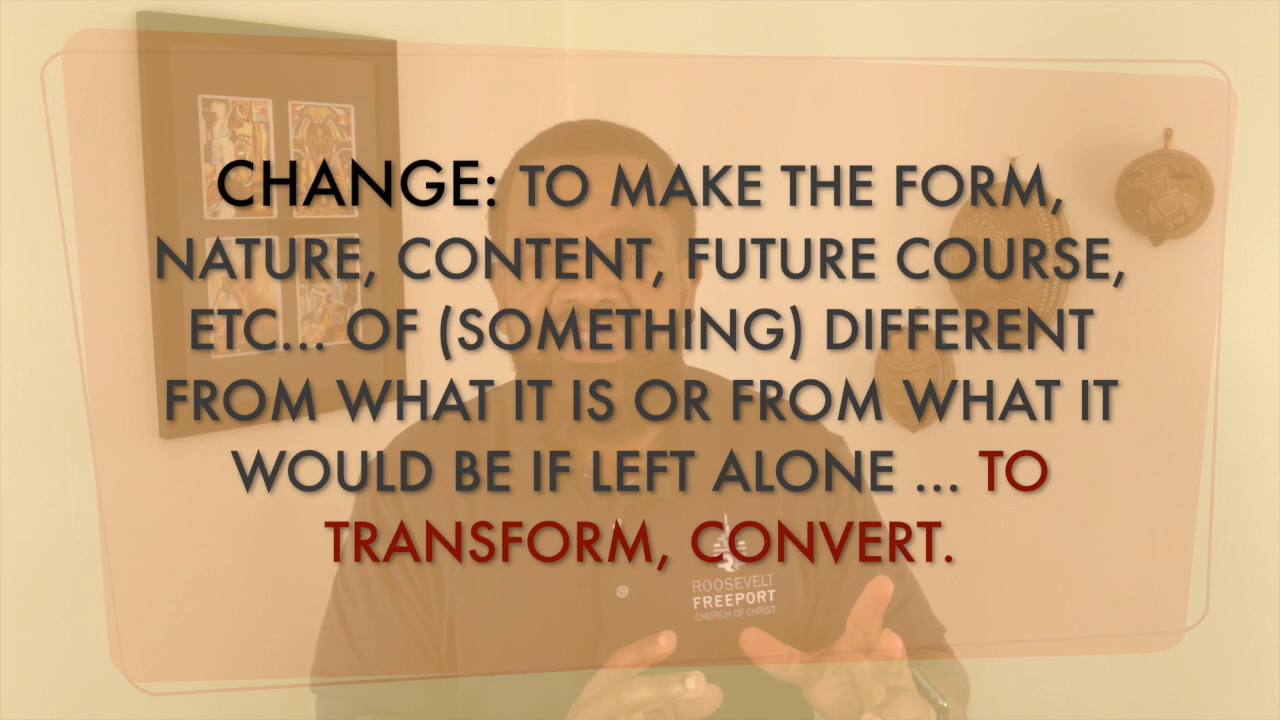 CHANGE: TO MAKE THE FORM,
NATURE, CONTENT, FUTURE COURSE,
ETC... OF (SOMETHING) DIFFERENT
FROM WHAT IT IS OR FROM WHAT IT
WOULD BE IF LEFT ALONE ... TO
TRANSFORM, CONVERT.
ROOSEVELT
FREEPORT
CHURCH OF CHRIST